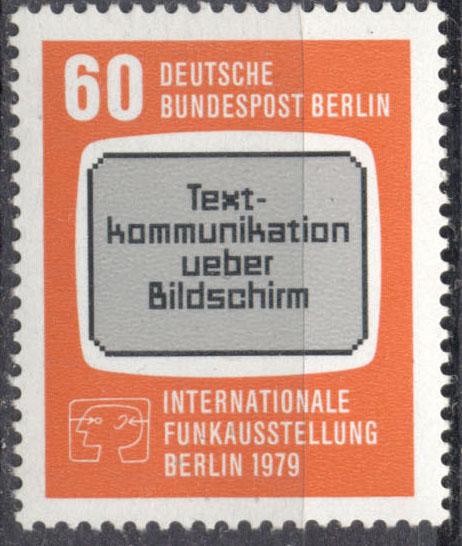 60
DEUTSCHE
BUNDESPOST BERLIN
Text-
kommunikation
ueber
Bildschirm
INTERNATIONALE
FUNKAUSSTELLUNG
BERLIN 1979